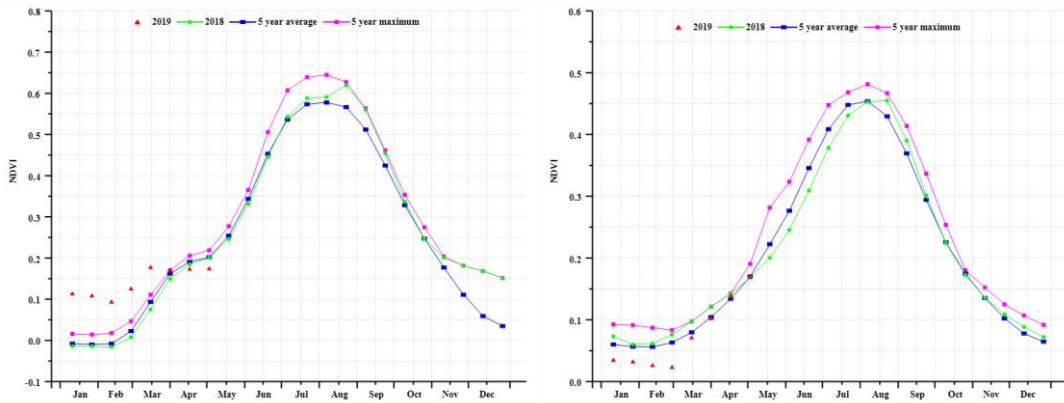 0.8
2019 2018 5 year average 5 year maximum
0.7
0.6
0.5
NDVI
0.4
0.3
0.2
0.1
0.0
-0.1
Jan Feb Mar Apr May Jun Jul Aug Sep Oct Nov Dec
0.6
2019 2018 5 year average 5 year maximum
0.5
0.4
NDVI
0.3
0.2
0.1
0.0
Jan Feb Mar Apr May Jun Jul Aug Sep Oct Nov Dec